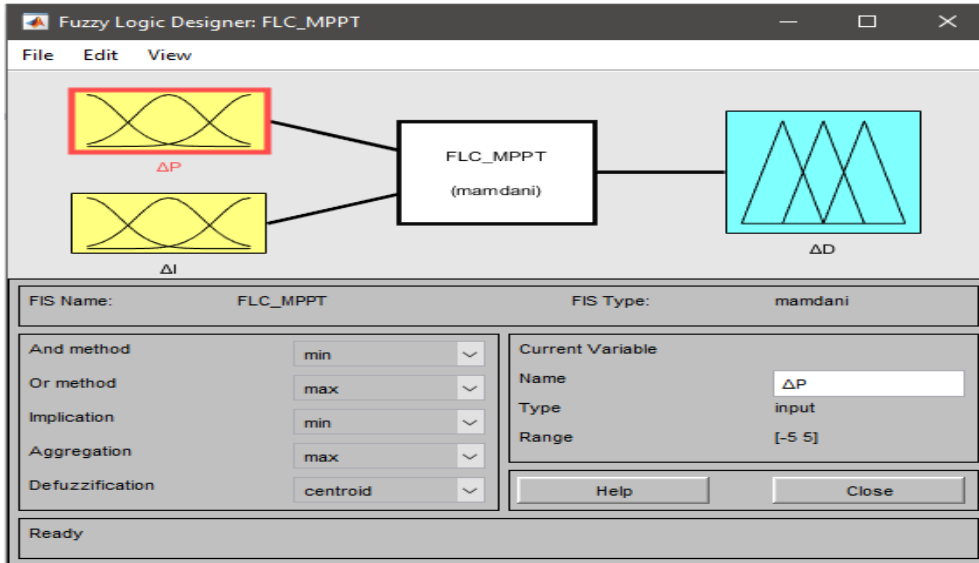 Fuzzy Logic Designer: FLC_MPPT
File Edit View
ΔP
ΔI
FLC_MPPT
(mamdani)
ΔD
FIS Name: FLC_MPPT FIS Type: mamdani
And method min
Or method max
Implication min
Aggregation max
Defuzzification centroid
Current Variable
Name ΔP
Type input
Range [-5 5]
Help Close
Ready